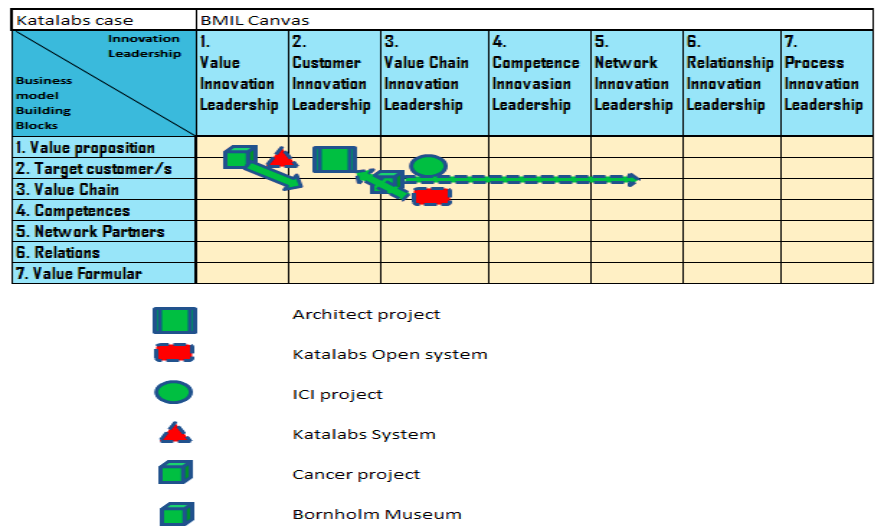 Katalabs case
BMIL Canvas
Innovation
Leadership
Business
model
Building
Blocks
1.
Value
Innovation
Leadership
2.
Customer
Innovation
Leadership
3.
Value Chain
Innovation
Leadership
4.
Competence
Innovasion
Leadership
5.
Network
Innovation
Leadership
6.
Relationship
Innovation
Leadership
7.
Process
Innovation
Leadership
1. Value proposition
2. Target customer/s
3. Value Chain
4. Competences
5. Network Partners
6. Relations
7. Value Formular
Architect project
Katalabs Open system
ICI project
Katalabs System
Cancer project
Bornholm Museum